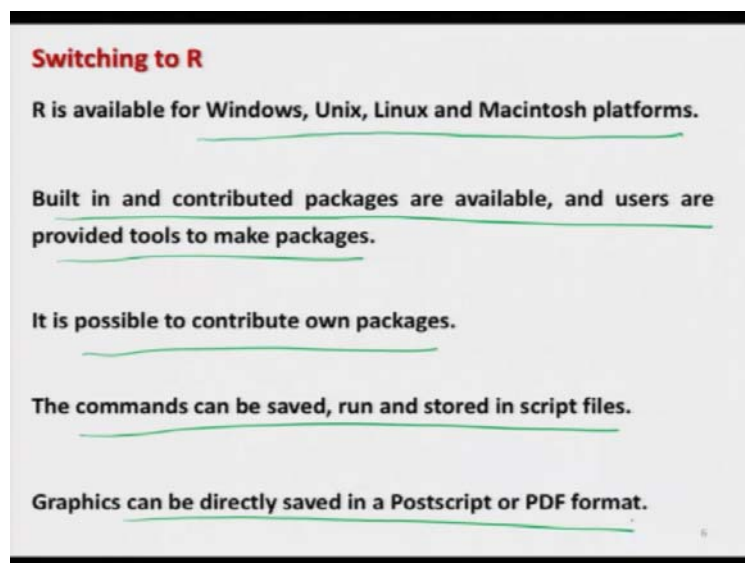 Switching to R
R is available for Windows, Unix, Linux and Macintosh platforms.
Built in and contributed packages are available, and users are
provided tools to make packages.
It is possible to contribute own packages.
The commands can be saved, run and stored in script files.
Graphics can be directly saved in a Postscript or PDF format.
6